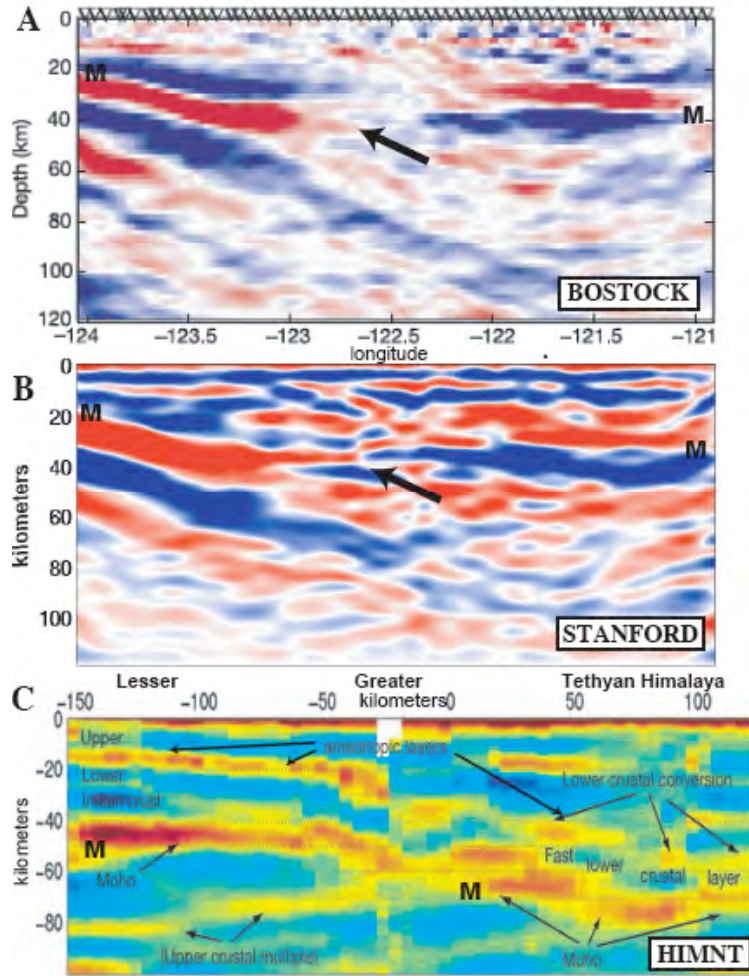 A
0
20
40
60
80
100
120
Depth (km)
M
M
BOSTOCK
−124 −123.5 −123 −122.5 −122 −121.5 −121
longitude
B
0
20
40
60
80
100
kilometers
M
M
STANFORD
C
Lesser Greater Tethyan Himalaya
−150 −100 −50 kilometers 0 50 100
0
−20
−40
−60
−80
kilometers
Upper
anisotropic layers
Lower
Lower crustal conversion
Indian crust
M
Moho
Fast lower crustal layer
M
(Upper crustal multiple)
Moho
HIMNT